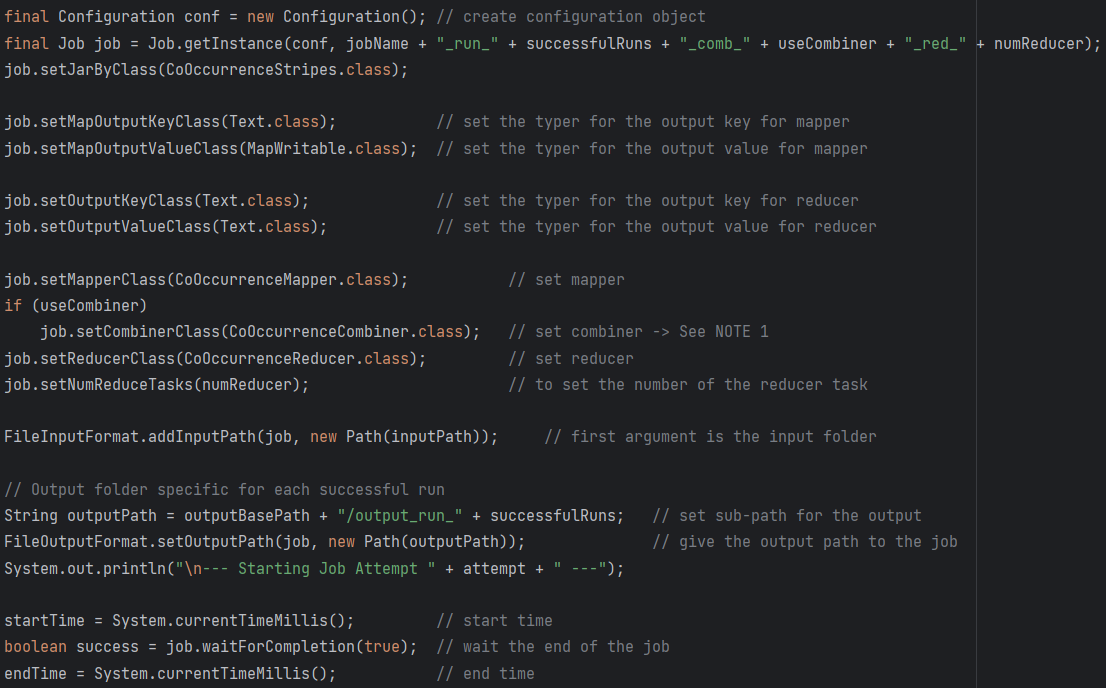 final Configuration conf = new Configuration(); // create configuration object
final Job job = Job.getInstance(conf, jobName + "_run_" + successfulRuns + "_comb_" + useCombiner + "_red_" + numReducer);
job.setJarByClass(CoOccurrenceStripes.class);

job.setMapOutputKeyClass(Text.class);           // set the typer for the output key for mapper
job.setMapOutputValueClass(MapWritable.class);  // set the typer for the output value for mapper

job.setOutputKeyClass(Text.class);              // set the typer for the output key for reducer
job.setOutputValueClass(Text.class);            // set the typer for the output value for reducer

job.setMapperClass(CoOccurrenceMapper.class);           // set mapper
if (useCombiner)
    job.setCombinerClass(CoOccurrenceCombiner.class);   // set combiner -> See NOTE 1
job.setReducerClass(CoOccurrenceReducer.class);         // set reducer
job.setNumReduceTasks(numReducer);                      // to set the number of the reducer task

FileInputFormat.addInputPath(job, new Path(inputPath));     // first argument is the input folder

// Output folder specific for each successful run
String outputPath = outputBasePath + "/output_run_" + successfulRuns;   // set sub-path for the output
FileOutputFormat.setOutputPath(job, new Path(outputPath));              // give the output path to the job
System.out.println("\n--- Starting Job Attempt " + attempt + " ---");

startTime = System.currentTimeMillis();         // start time
boolean success = job.waitForCompletion(true);  // wait the end of the job
endTime = System.currentTimeMillis();           // end time